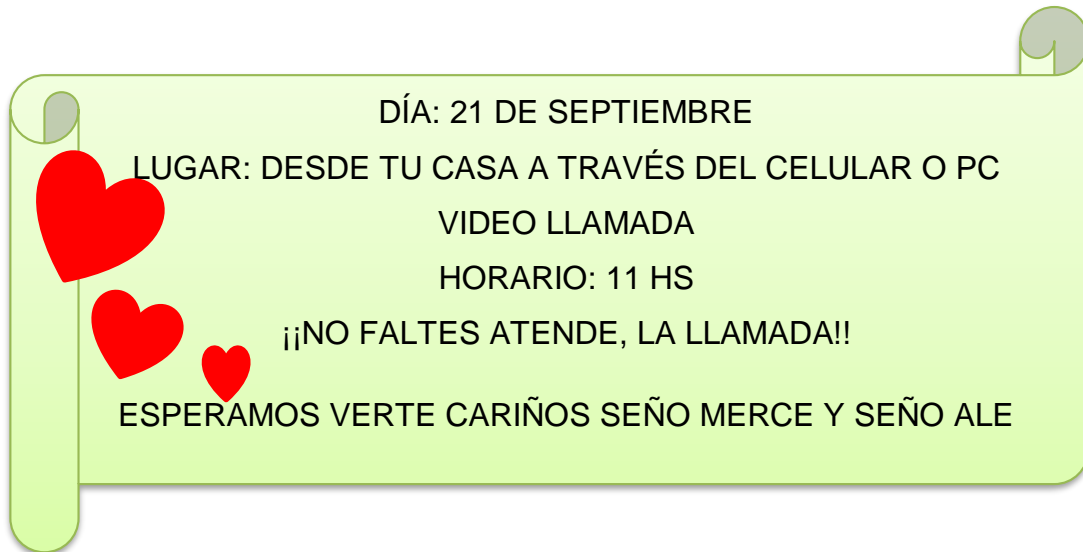 DÍA: 21 DE SEPTIEMBRE
LUGAR: DESDE TU CASA A TRAVÉS DEL CELULAR O PC
VIDEO LLAMADA
HORARIO: 11 HS
¡¡NO FALTES ATENDE, LA LLAMADA!!
ESPERAMOS VERTE CARIÑOS SEÑO MERCE Y SEÑO ALE